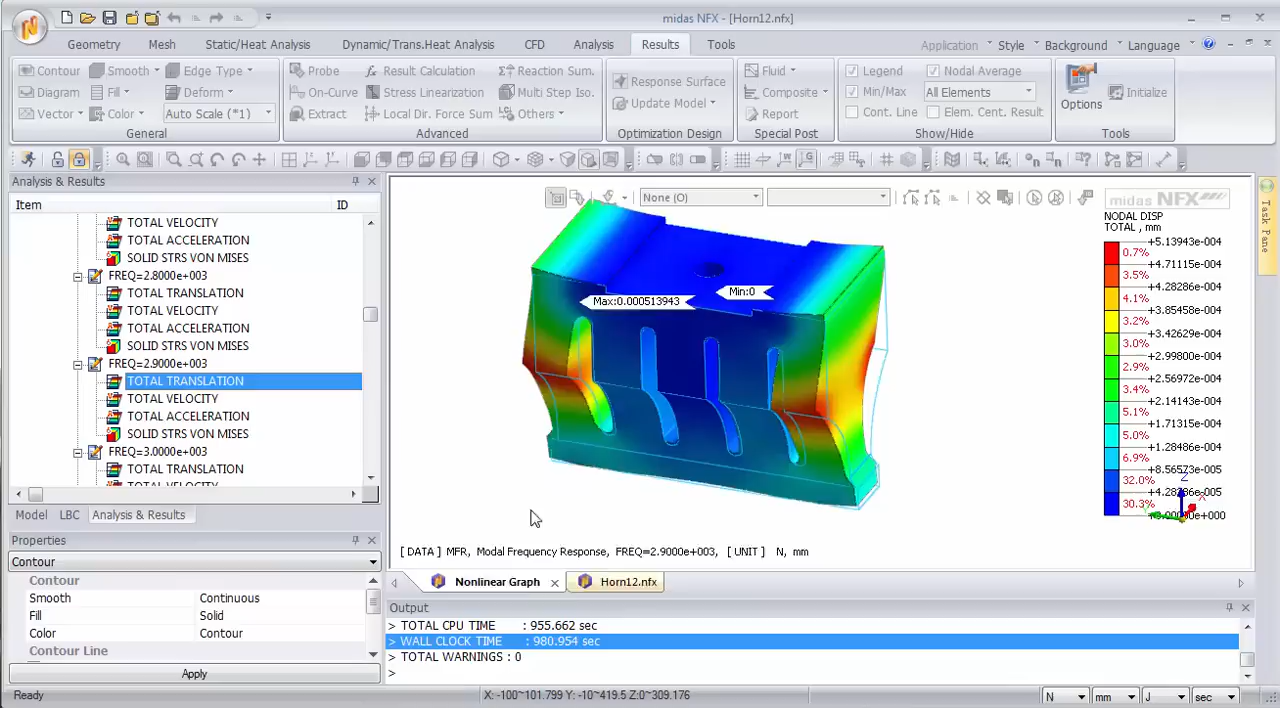 midas NFX - [Horn12.nfx]
Geometry Mesh Static/Heat Analysis Dynamic/Trans.Heat Analysis CFD Analysis Results Tools Application Style Background Language
Contour Smooth Edge Type Probe Result Calculation Reaction Sum. Response Surface Fluid Legend Nodal Average
Diagram Fill Deform On-Curve Stress Linearization Multi Step Iso. Update Model Composite Min/Max All Elements Options Initialize
Vector Color Auto Scale (*1) Extract Local Dir. Force Sum Others Report Cont. Line Elem. Cent. Result
General Advanced Optimization Design Special Post Show/Hide Tools
Analysis & Results
Item ID
TOTAL VELOCITY
TOTAL ACCELERATION
SOLID STRS VON MISES
FREQ=2.8000e+003
TOTAL TRANSLATION
TOTAL VELOCITY
TOTAL ACCELERATION
SOLID STRS VON MISES
FREQ=2.9000e+003
TOTAL TRANSLATION
TOTAL VELOCITY
TOTAL ACCELERATION
SOLID STRS VON MISES
FREQ=3.0000e+003
TOTAL TRANSLATION
TOTAL VELOCITY
Model LBC Analysis & Results
Properties
Contour
Contour
Smooth Continuous
Fill Solid
Color Contour
Contour Line
Apply
None (O)
midas NFX
NODAL DISP
TOTAL , mm
+5.13943e-004
0.7%
+4.71115e-004
3.5%
+4.28286e-004
4.1%
+3.85458e-004
3.2%
+3.42629e-004
3.0%
+2.99800e-004
2.9%
+2.56972e-004
3.4%
+2.14143e-004
5.1%
+1.71315e-004
5.0%
+1.28486e-004
6.9%
+8.56523e-005
32.0%
30.3%
Z
Max:0.000513943
Min:0
[ DATA ] MFR, Modal Frequency Response, FREQ=2.9000e+003, [ UNIT ] N, mm
Task Pane
Nonlinear Graph Horn12.nfx
Output
> TOTAL CPU TIME : 955.662 sec
> WALL CLOCK TIME : 980.954 sec
> TOTAL WARNINGS : 0
>
Ready X: -100~101.799 Y: -10~419.5 Z:0~309.176 N mm J sec